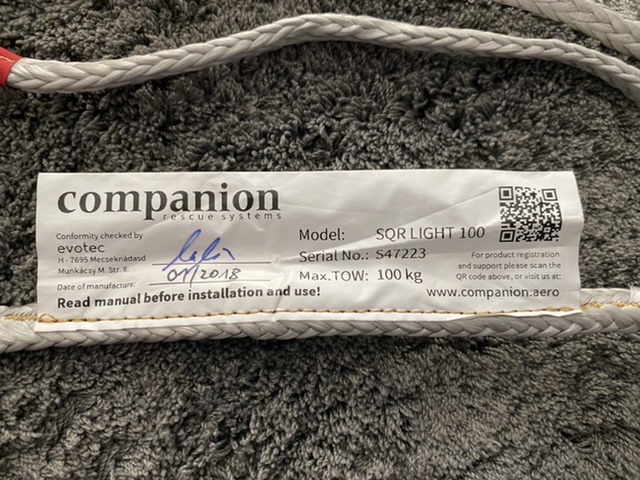 companion
rescue systems
Conformity checked by
evotec
H - 7695 Mecseknádasd
Munkácsy M. Str. 8.
Date of manufacture:
Read manual before installation and use!
Model: SQR LIGHT 100
Serial No.: S47223
Max.TOW: 100 kg
For product registration
and support please scan the
QR code above, or visit us at:
www.companion.aero